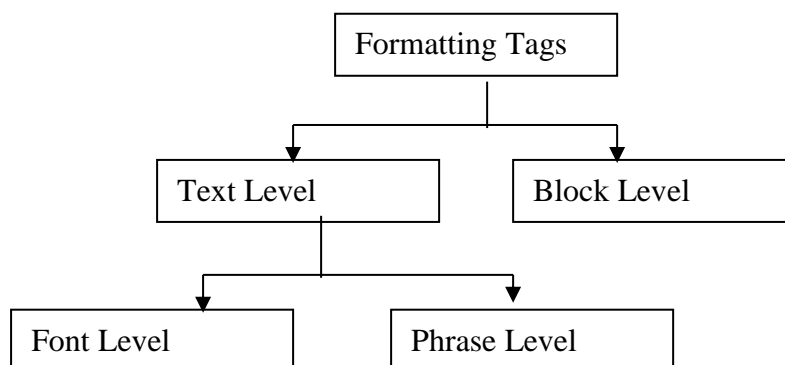 Formatting Tags
Text Level
Block Level
Font Level
Phrase Level